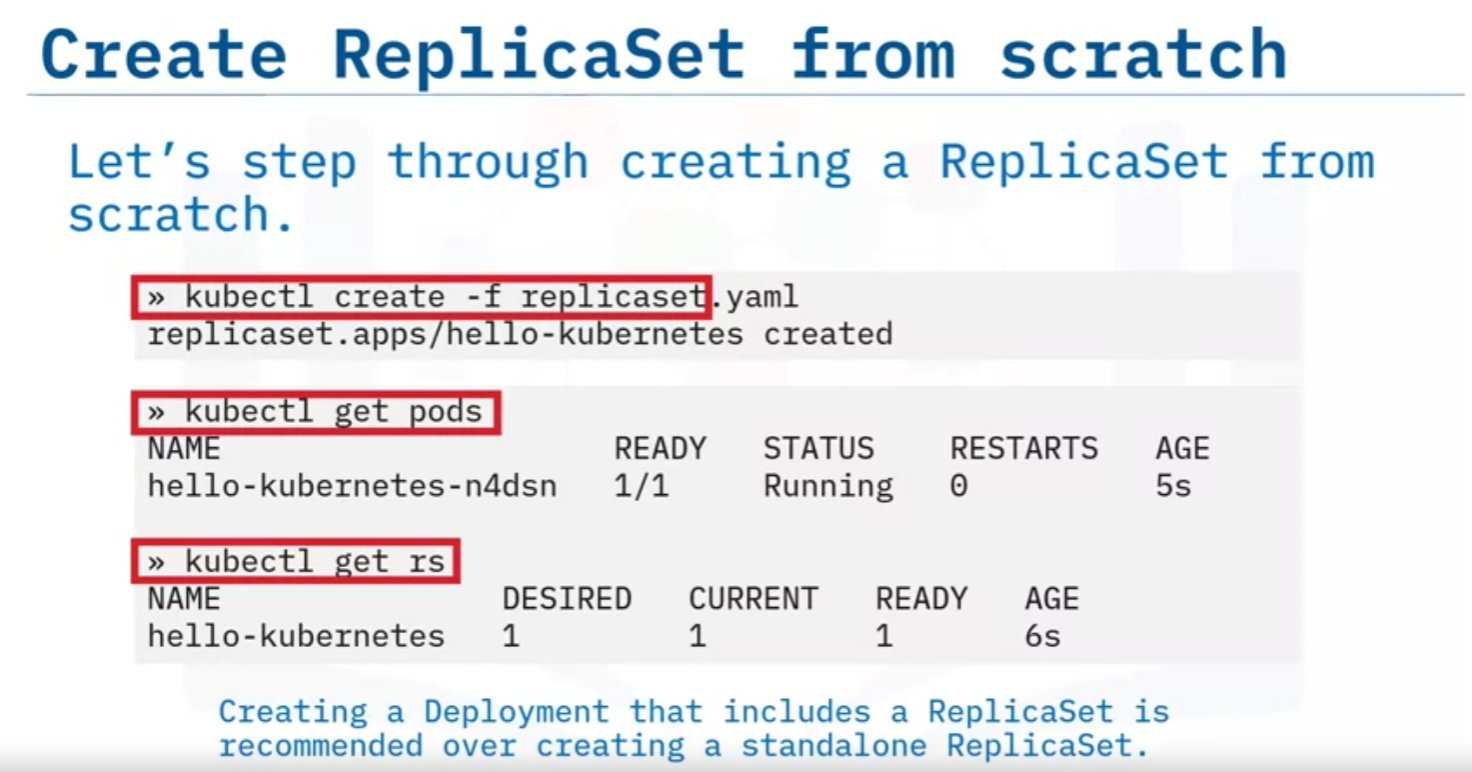 Create ReplicaSet from scratch
Let’s step through creating a ReplicaSet from
scratch.
» kubectl create -f replicaset.yaml
replicaset.apps/hello-kubernetes created
» kubectl get pods
NAME READY STATUS RESTARTS AGE
hello-kubernetes-n4dsn 1/1 Running 0 5s
» kubectl get rs
NAME DESIRED CURRENT READY AGE
hello-kubernetes 1 1 1 6s
Creating a Deployment that includes a ReplicaSet is
recommended over creating a standalone ReplicaSet.